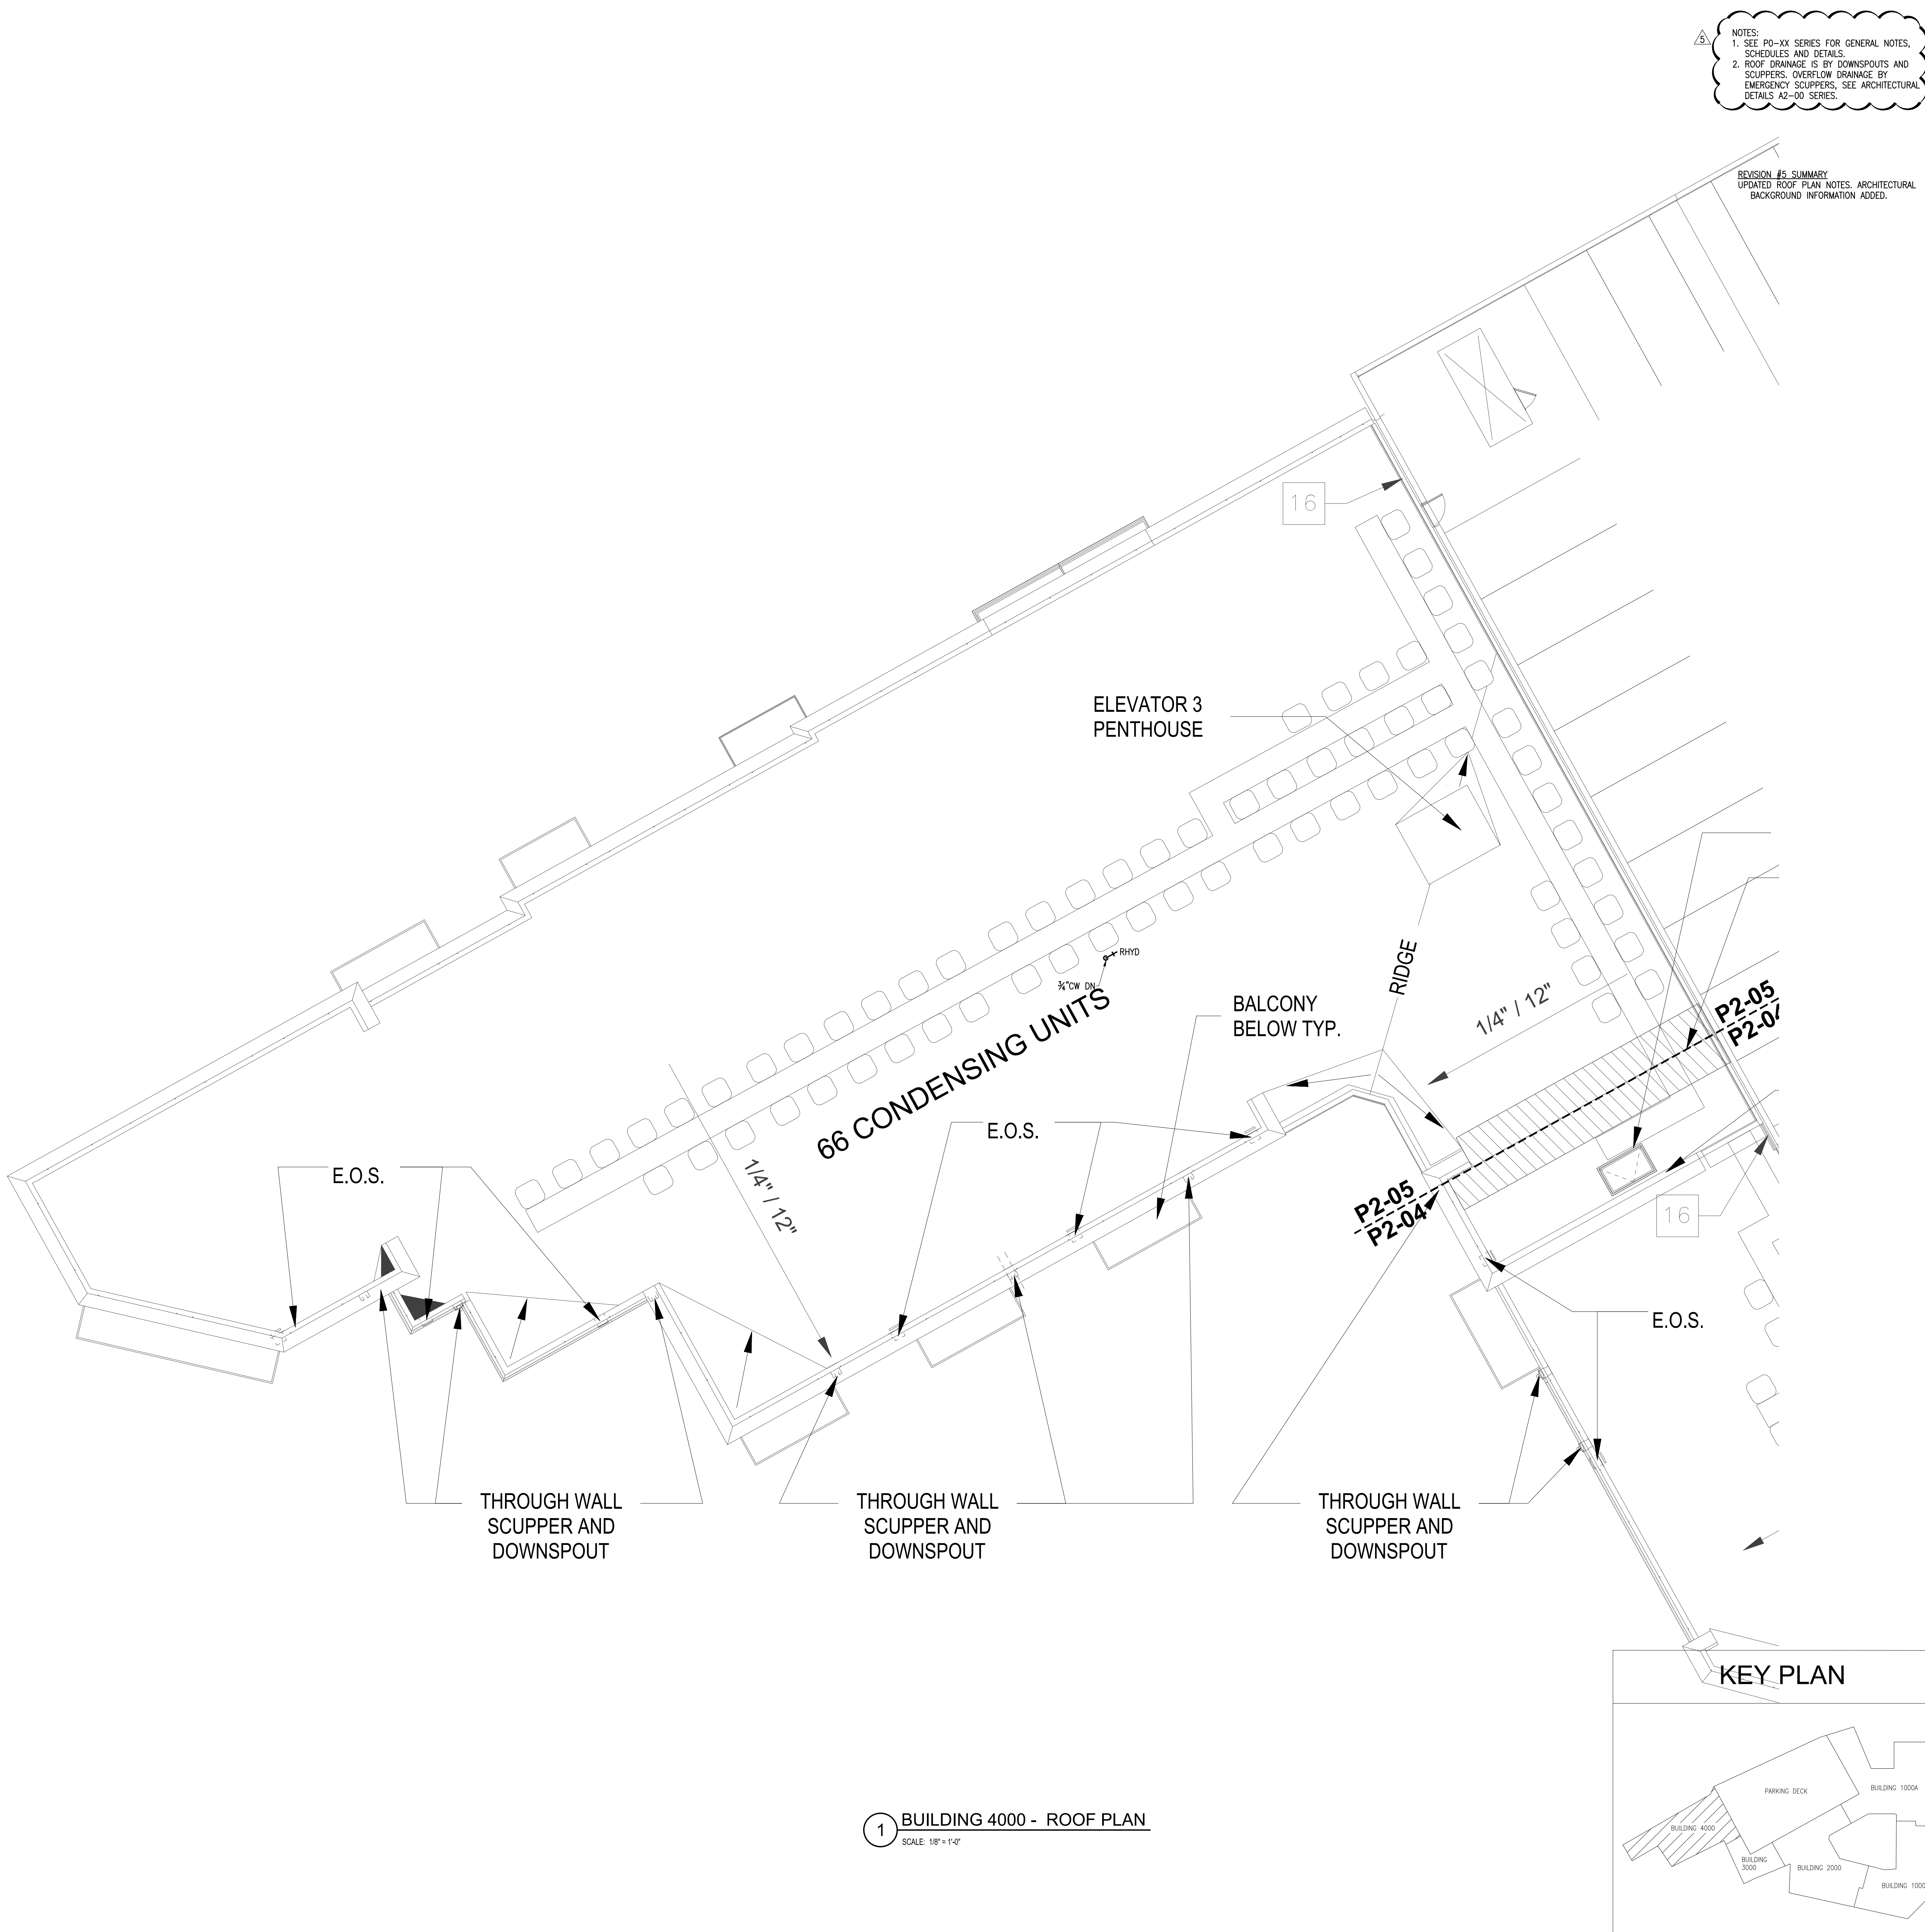 5
NOTES:
1. SEE P0-XX SERIES FOR GENERAL NOTES,
SCHEDULES AND DETAILS.
2. ROOF DRAINAGE IS BY DOWNSPOUTS AND
SCUPPERS. OVERFLOW DRAINAGE BY
EMERGENCY SCUPPERS, SEE ARCHITECTURAL
DETAILS A2-00 SERIES.
REVISION #5 SUMMARY
UPDATED ROOF PLAN NOTES. ARCHITECTURAL
BACKGROUND INFORMATION ADDED.
16
ELEVATOR 3
PENTHOUSE
RHYD
¾"CW DN
66 CONDENSING UNITS
RIDGE
1/4" / 12"
BALCONY
BELOW TYP.
P2-05
P2-04
E.O.S.
E.O.S.
1/4" / 12"
P2-05
P2-04
16
E.O.S.
THROUGH WALL
SCUPPER AND
DOWNSPOUT
THROUGH WALL
SCUPPER AND
DOWNSPOUT
THROUGH WALL
SCUPPER AND
DOWNSPOUT
KEY PLAN
PARKING DECK
BUILDING 1000A
BUILDING 4000
BUILDING
3000
BUILDING 2000
BUILDING 1000
1
BUILDING 4000 - ROOF PLAN
SCALE: 1/8" = 1'-0"